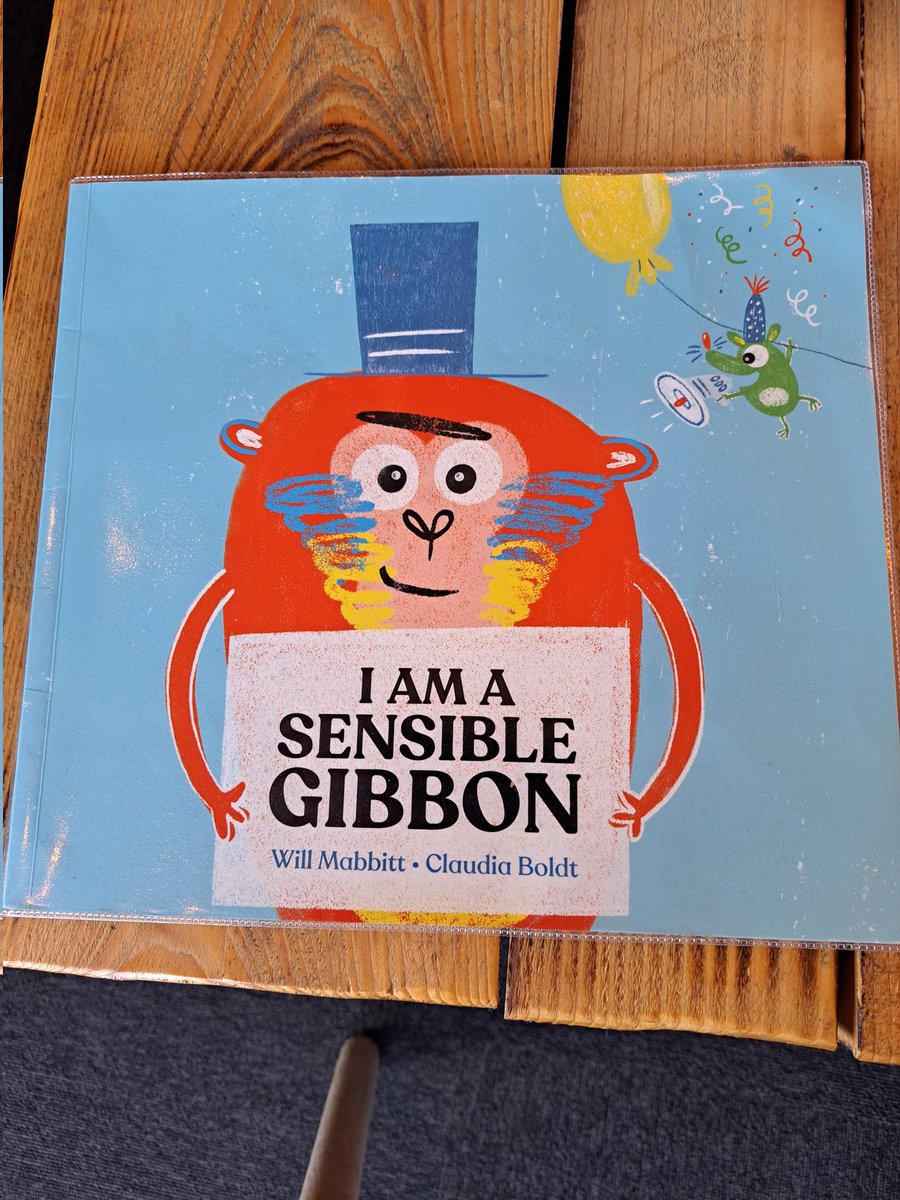 I AM A
SENSIBLE
GIBBON
Will Mabbitt • Claudia Boldt